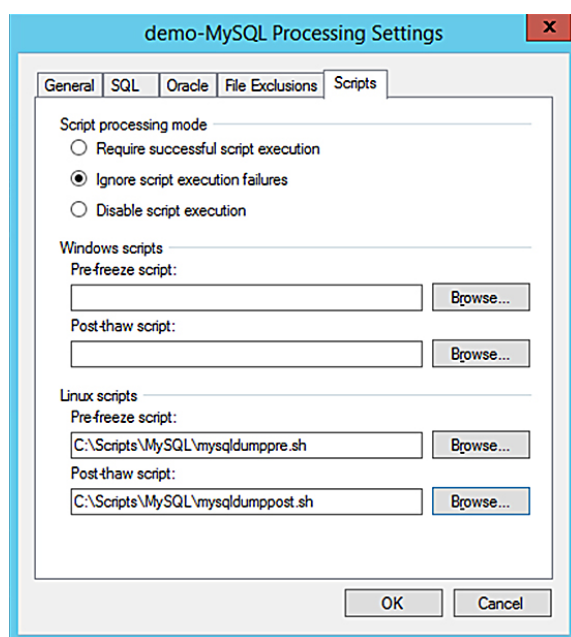 demo-MySQL Processing Settings
x
General SQL Oracle File Exclusions Scripts
Script processing mode
Require successful script execution
Ignore script execution failures
Disable script execution
Windows scripts
Pre-freeze script:
Browse...
Post-thaw script:
Browse...
Linux scripts
Pre-freeze script:
C:\Scripts\MySQL\mysqldumppre.sh Browse...
Post-thaw script:
C:\Scripts\MySQL\mysqldumppost.sh Browse...
OK Cancel